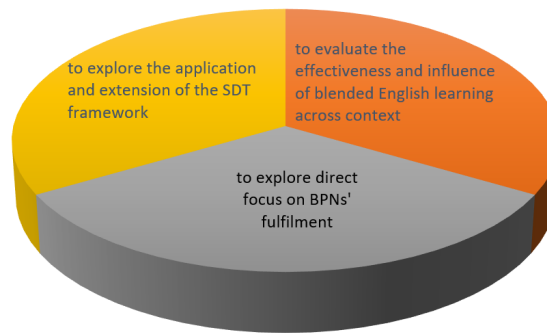 to explore the application
and extension of the SDT
framework
to evaluate the
effectiveness and influence
of blended English learning
across context
to explore direct
focus on BPNs'
fulfilment